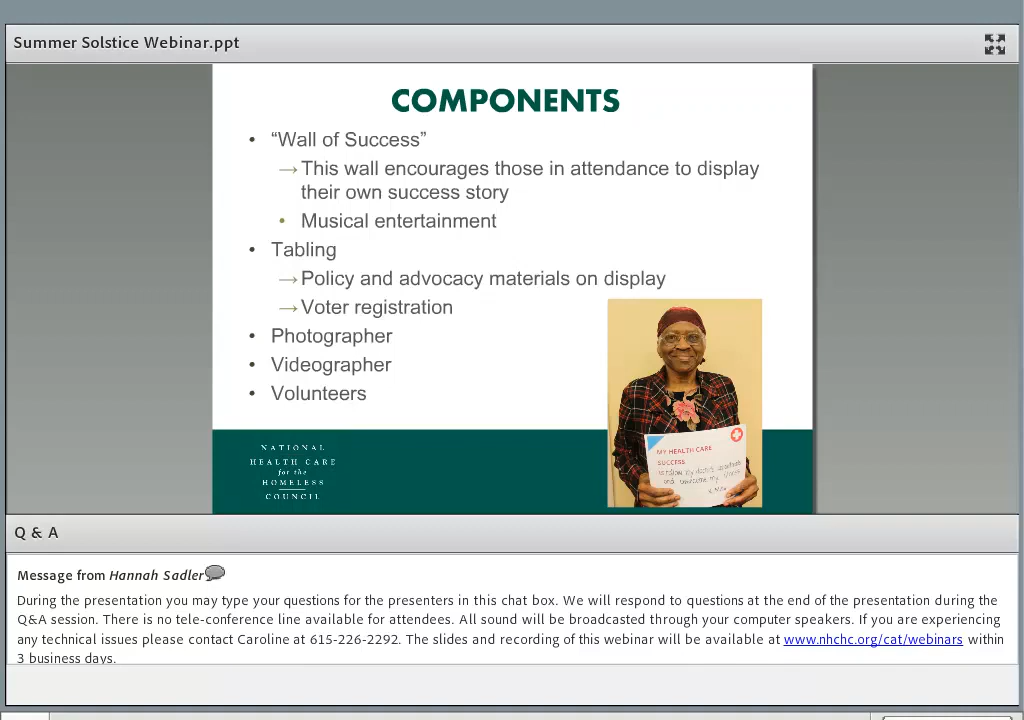 Summer Solstice Webinar.ppt
COMPONENTS
• “Wall of Success”
→ This wall encourages those in attendance to display
their own success story
• Musical entertainment
• Tabling
→ Policy and advocacy materials on display
→ Voter registration
• Photographer
• Videographer
• Volunteers
MY HEALTH CARE
SUCCESS
NATIONAL
HEALTH CARE
for the
HOMELESS
COUNCIL
Q & A
Message from Hannah Sadler
During the presentation you may type your questions for the presenters in this chat box. We will respond to questions at the end of the presentation during the
Q&A session. There is no tele-conference line available for attendees. All sound will be broadcasted through your computer speakers. If you are experiencing
any technical issues please contact Caroline at 615-226-2292. The slides and recording of this webinar will be available at www.nhchc.org/cat/webinars within
3 business days.